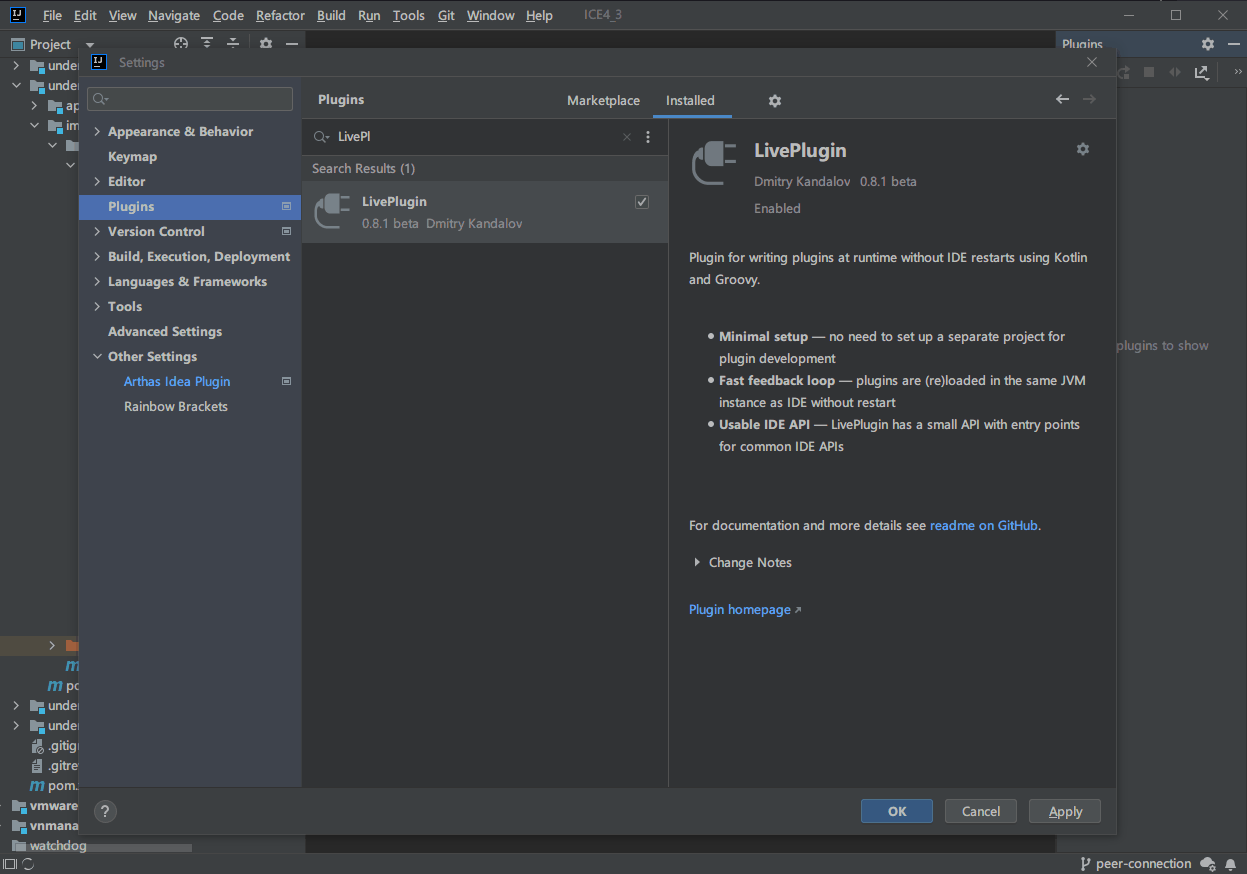 File Edit View Navigate Code Refactor Build Run Tools Git Window Help ICE4_3
Project
Plugins
Settings
Plugins
Marketplace
Installed
LivePl
Search Results (1)
LivePlugin
0.8.1 beta Dmitry Kandalov
Appearance & Behavior
Keymap
Editor
Plugins
Version Control
Build, Execution, Deployment
Languages & Frameworks
Tools
Advanced Settings
Other Settings
Arthas Idea Plugin
Rainbow Brackets
LivePlugin
Dmitry Kandalov 0.8.1 beta
Enabled
Plugin for writing plugins at runtime without IDE restarts using Kotlin
and Groovy.
• Minimal setup — no need to set up a separate project for
plugin development
• Fast feedback loop — plugins are (re)loaded in the same JVM
instance as IDE without restart
• Usable IDE API — LivePlugin has a small API with entry points
for common IDE APIs
For documentation and more details see readme on GitHub.
Change Notes
Plugin homepage
plugins to show
unde
unde
ap
im
m
m po
unde
unde
.gitig
.gitre
m pom.
vmware
vnmana
watchdog
?
OK
Cancel
Apply
peer-connection